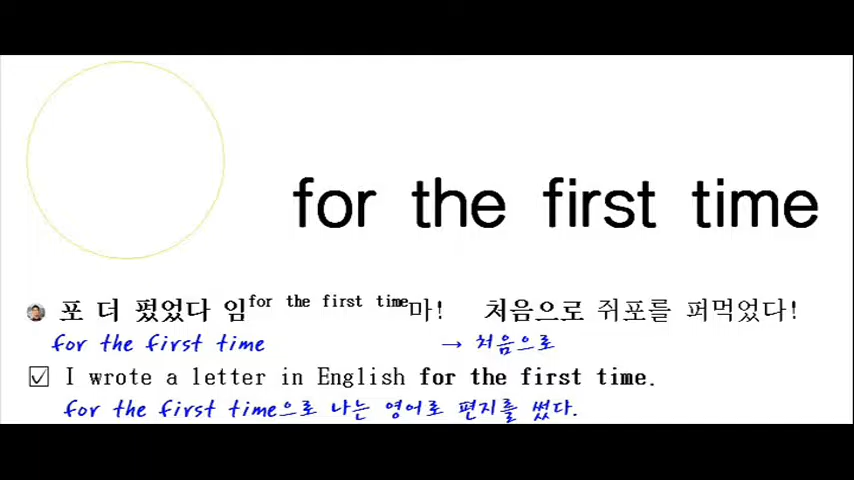 for the first time
포 더 펐었다 임for the first time마! 처음으로 쥐포를 퍼먹었다!
for the first time → 처음으로
☑ I wrote a letter in English for the first time.
for the first time으로 나는 영어로 편지를 썼다.